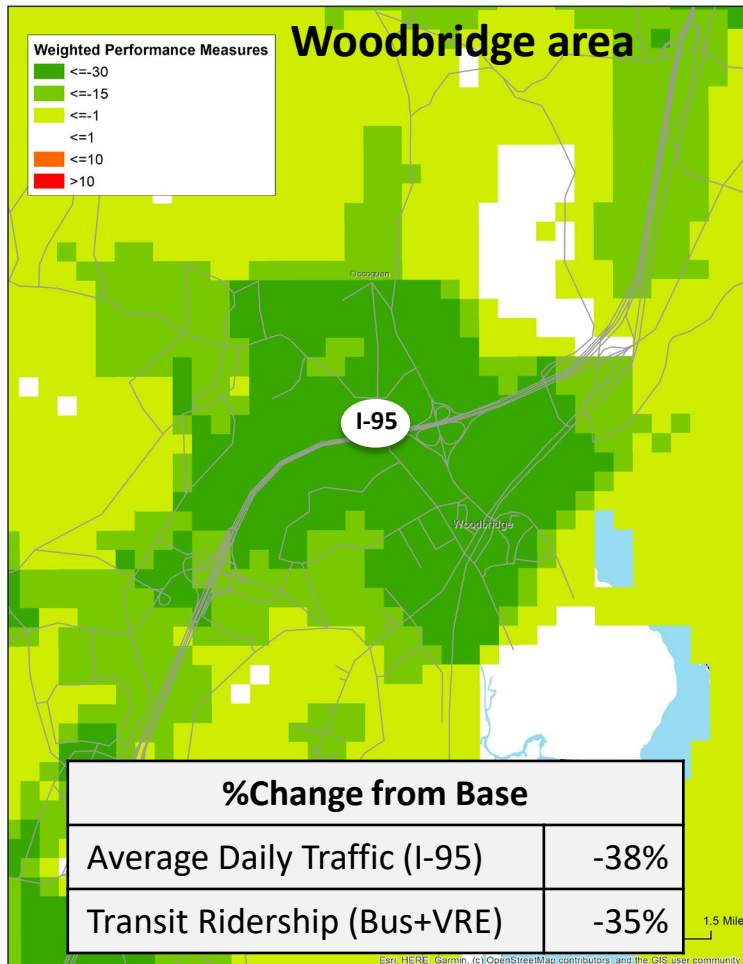 Woodbridge area
Weighted Performance Measures
<=-30
<=-15
<=-1
<=1
<=10
>10
Occoquan
I-95
Woodbridge
%Change from Base
Average Daily Traffic (I-95) -38%
Transit Ridership (Bus+VRE) -35%
1.5 Mile
Esri, HERE, Garmin, (c) OpenStreetMap contributors, and the GIS user community